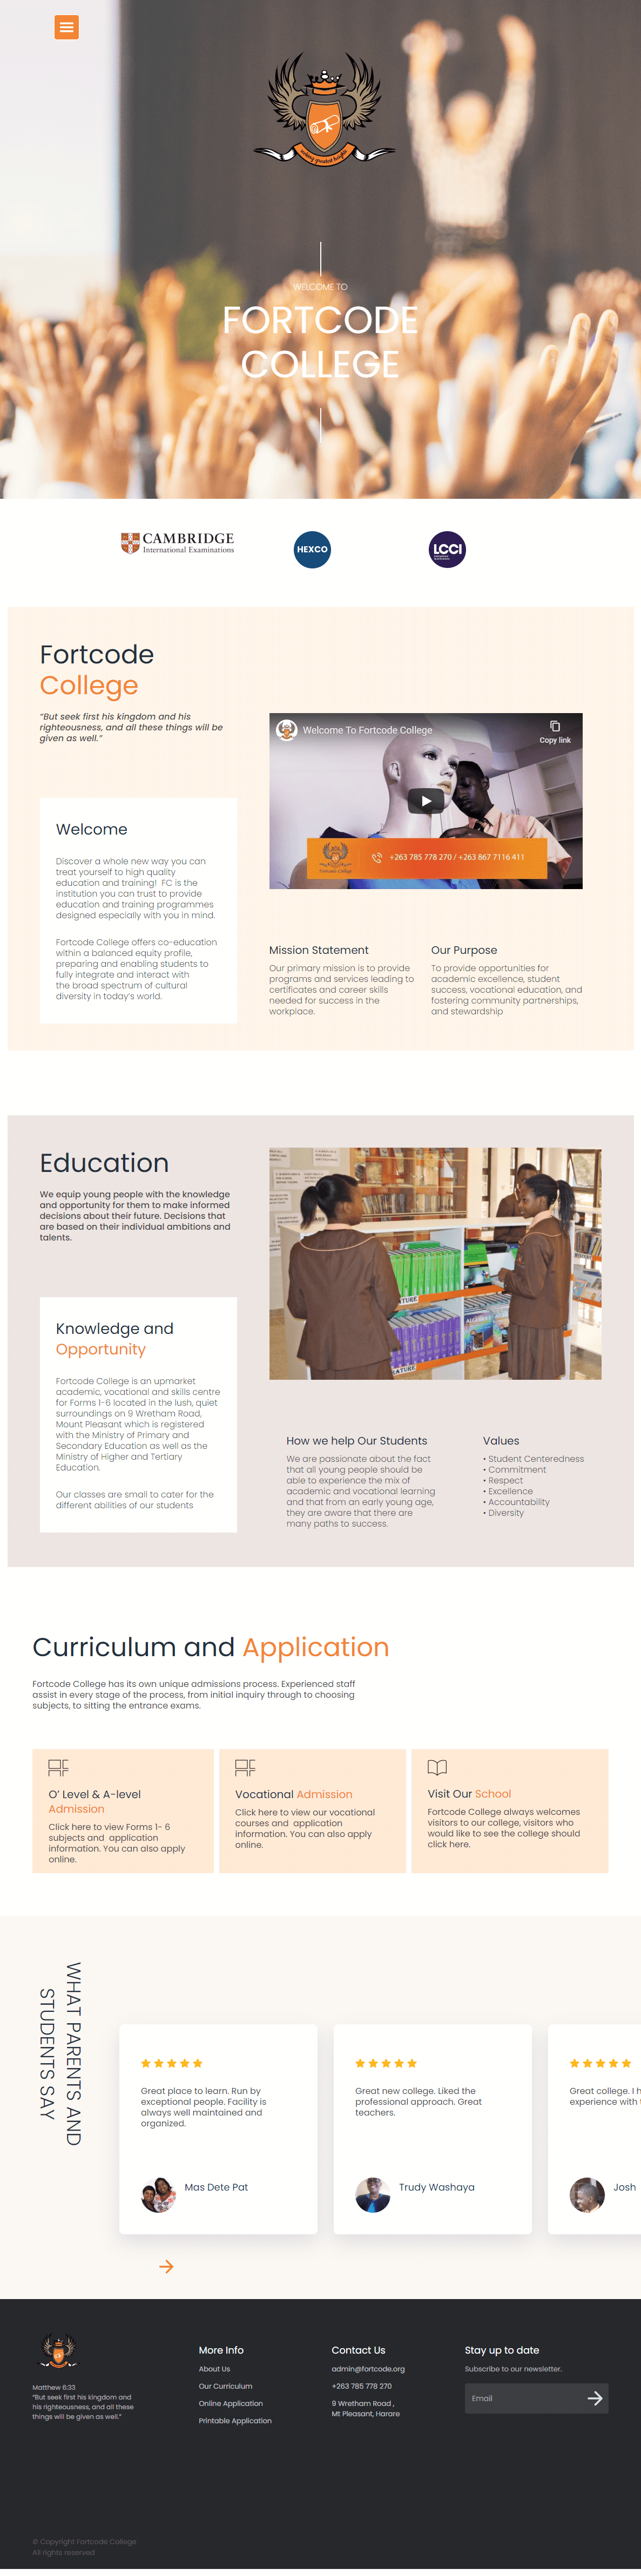 seeking greatest heights
WELCOME TO
FORTCODE
COLLEGE
CAMBRIDGE
International Examinations
HEXCO
LCCI
Fortcode
College
“But seek first his kingdom and his
righteousness, and all these things will be
given as well.”
Welcome To Fortcode College
Copy link
Fortcode College
+263 785 778 270 / +263 867 7116 411
Welcome
Discover a whole new way you can
treat yourself to high quality
education and training!  FC is the
institution you can trust to provide
education and training programmes
designed especially with you in mind.
Fortcode College offers co-education
within a balanced equity profile,
preparing and enabling students to
fully integrate and interact with
the broad spectrum of cultural
diversity in today’s world.
Mission Statement
Our primary mission is to provide
programs and services leading to
certificates and career skills
needed for success in the
workplace.
Our Purpose
To provide opportunities for
academic excellence, student
success, vocational education, and
fostering community partnerships,
and stewardship
Education
We equip young people with the knowledge
and opportunity for them to make informed
decisions about their future. Decisions that
are based on their individual ambitions and
talents.
Knowledge and
Opportunity
Fortcode College is an upmarket
academic, vocational and skills centre
for Forms 1-6 located in the lush, quiet
surroundings on 9 Wretham Road,
Mount Pleasant which is registered
with the Ministry of Primary and
Secondary Education as well as the
Ministry of Higher and Tertiary
Education.
Our classes are small to cater for the
different abilities of our students
How we help Our Students
We are passionate about the fact
that all young people should be
able to experience the mix of
academic and vocational learning
and that from an early young age,
they are aware that there are
many paths to success.
Values
• Student Centeredness
• Commitment
• Respect
• Excellence
• Accountability
• Diversity
Curriculum and Application
Fortcode College has its own unique admissions process. Experienced staff
assist in every stage of the process, from initial inquiry through to choosing
subjects, to sitting the entrance exams.
O’ Level & A-level
Admission
Click here to view Forms 1- 6
subjects and  application
information. You can also apply
online.
Vocational Admission
Click here to view our vocational
courses and  application
information. You can also apply
online.
Visit Our School
Fortcode College always welcomes
visitors to our college, visitors who
would like to see the college should
click here.
WHAT PARENTS AND
STUDENTS SAY
Great place to learn. Run by
exceptional people. Facility is
always well maintained and
organized.
Mas Dete Pat
Great new college. Liked the
professional approach. Great
teachers.
Trudy Washaya
Great college. I h
experience with
Josh
Matthew 6:33
“But seek first his kingdom and
his righteousness, and all these
things will be given as well.”
More Info
About Us
Our Curriculum
Online Application
Printable Application
Contact Us
admin@fortcode.org
+263 785 778 270
9 Wretham Road ,
Mt Pleasant, Harare
Stay up to date
Subscribe to our newsletter.
Email
© Copyright Fortcode College
All rights reserved